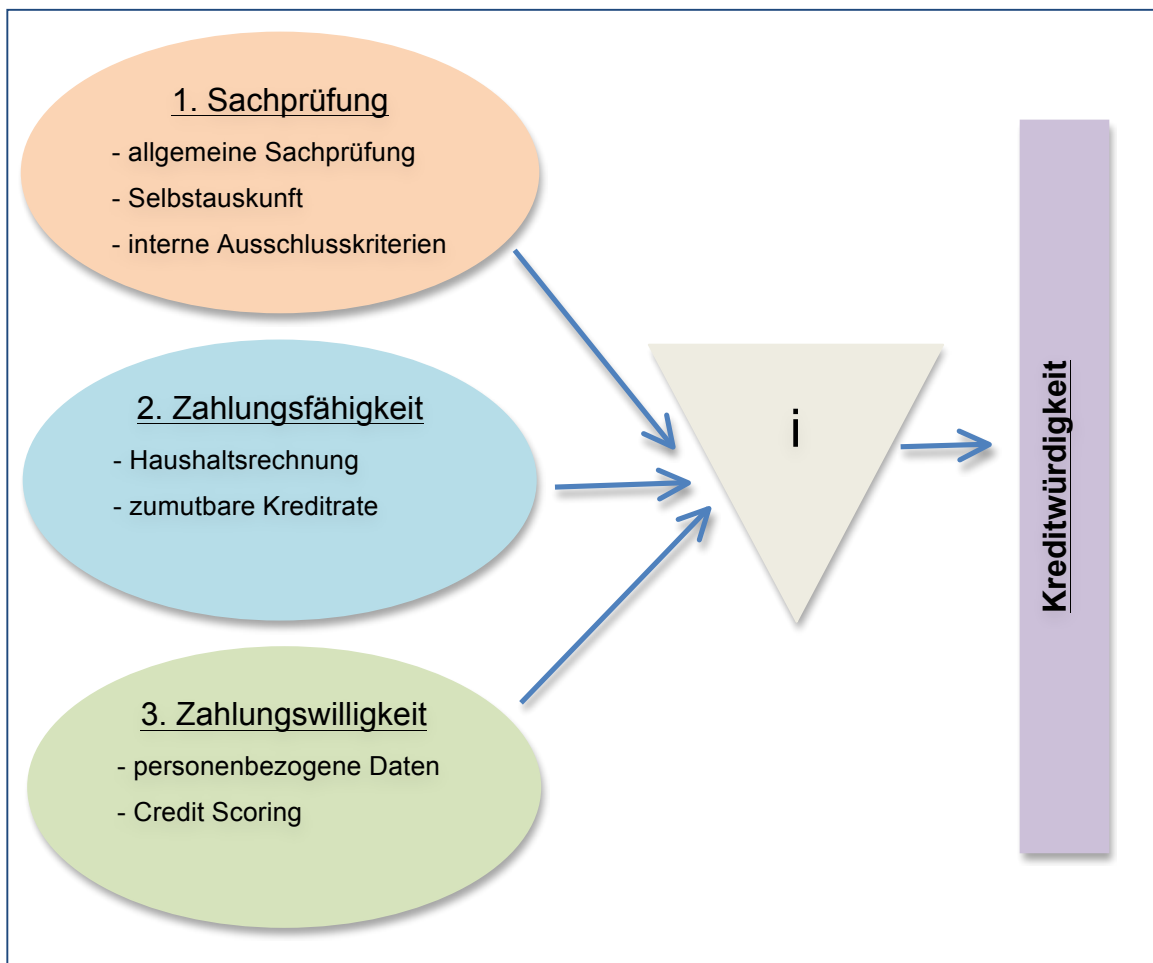 1. Sachprüfung
- allgemeine Sachprüfung
- Selbstauskunft
- interne Ausschlusskriterien
2. Zahlungsfähigkeit
- Haushaltsrechnung
- zumutbare Kreditrate
3. Zahlungswilligkeit
- personenbezogene Daten
- Credit Scoring
i
Kreditwürdigkeit